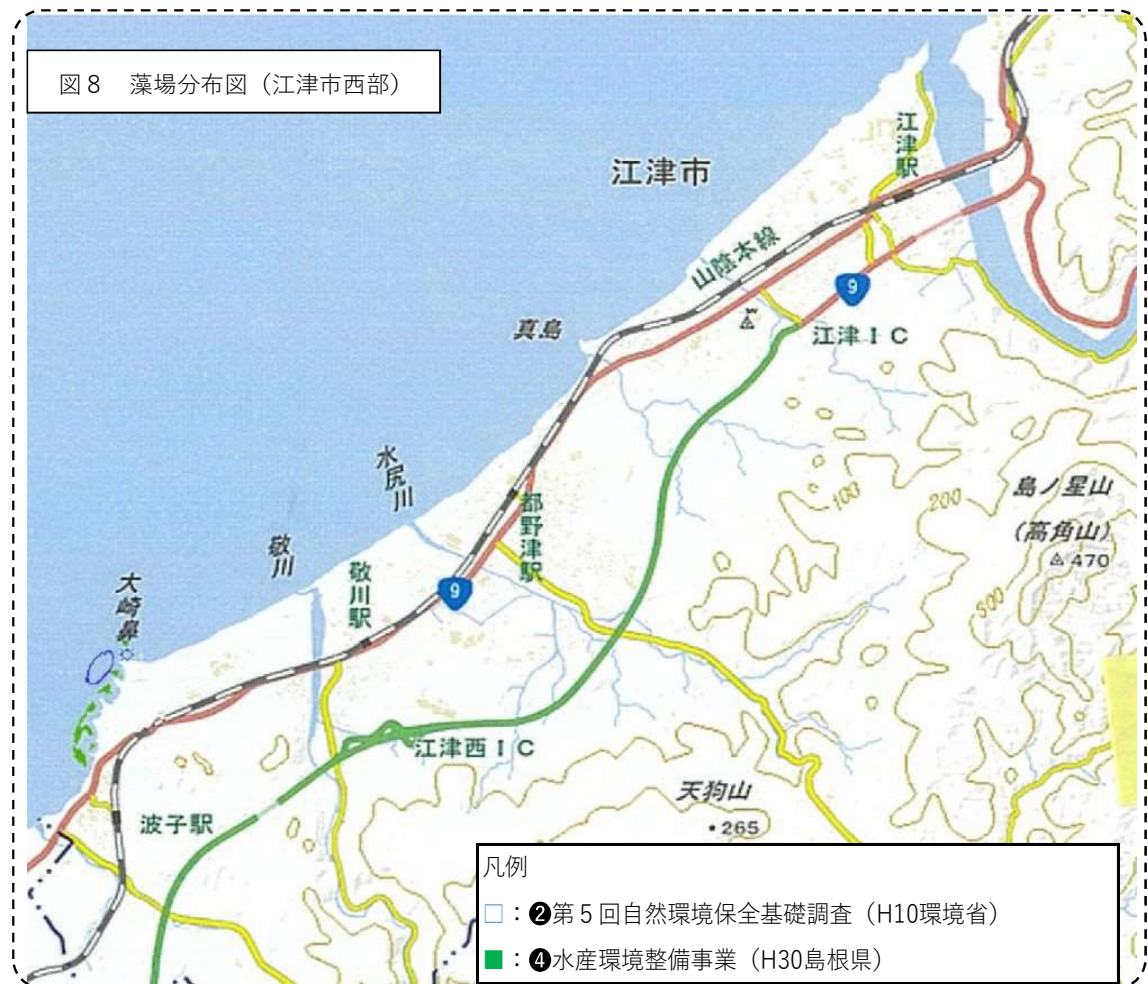 図8 藻場分布図（江津市西部）
江津駅
江津市
山陰本線
9
真島
江津IC
水尻川
100
200
島ノ星山
(高角山)
470
300
都野津駅
敬川
敬川駅
9
大崎鼻
江津西IC
天狗山
・265
波子駅
凡例
□：❷第5回自然環境保全基礎調査（H10環境省）
■：❹水産環境整備事業（H30島根県）